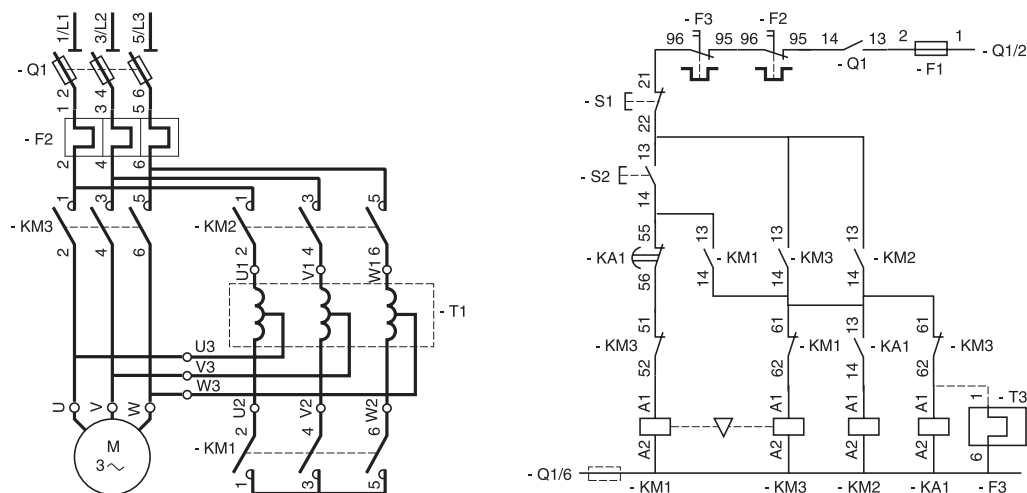 1/L1 3/L2 5/L3
- Q1
2 4 6
1 3 5
- F2
2 4 6
1 3 5 1 3 5
- KM3 - KM2
2 4 6 2 4 6
U1 V1 W1
- T1
U3
V3
W3
U V W U2 V2 W2
M
3~
2 4 6
- KM1
1 3 5
- F3 - F2
96 95 96 95 14 13 2 1
- Q1 - F1 - Q1/2
21
- S1
22
13
- S2
14
55 13 13 13
- KA1 - KM1 - KM3 - KM2
56 14 14 14
51 61 13 61
- KM3 - KM1 - KA1 - KM3
52 62 14 62
- T3
A1 A1 A1 A1 1
A2 A2 A2 A2 6
- Q1/6
- KM1 - KM3 - KM2 - KA1 - F3